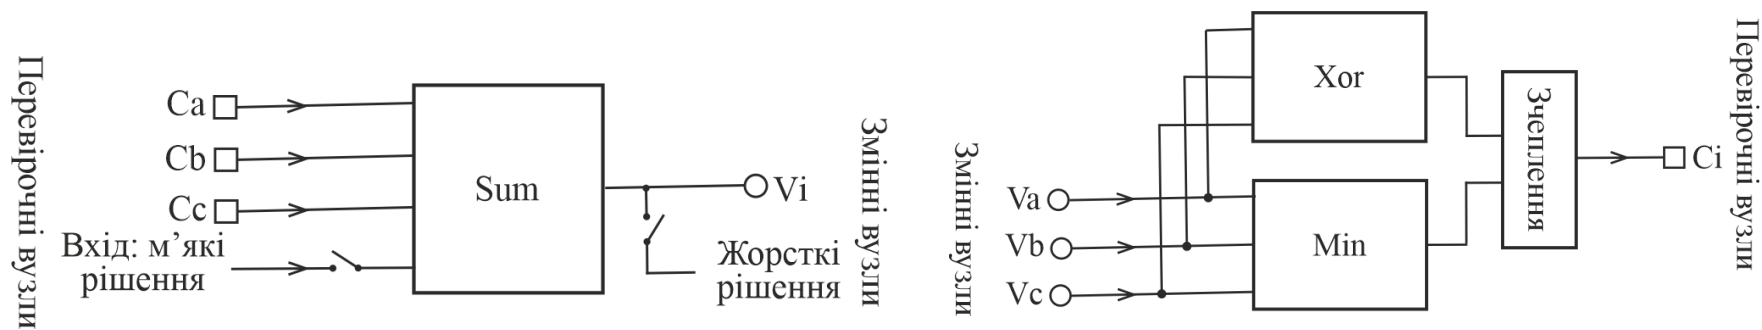 Перевірочні вузли
Ca
Cb
Cc
Вхід: м’які
рішення
Sum
Vi
Жорсткі
рішення
Змінні вузли
Змінні вузли
Va
Vb
Vc
Xor
Min
Зчеплення
Ci
Перевірочні вузли